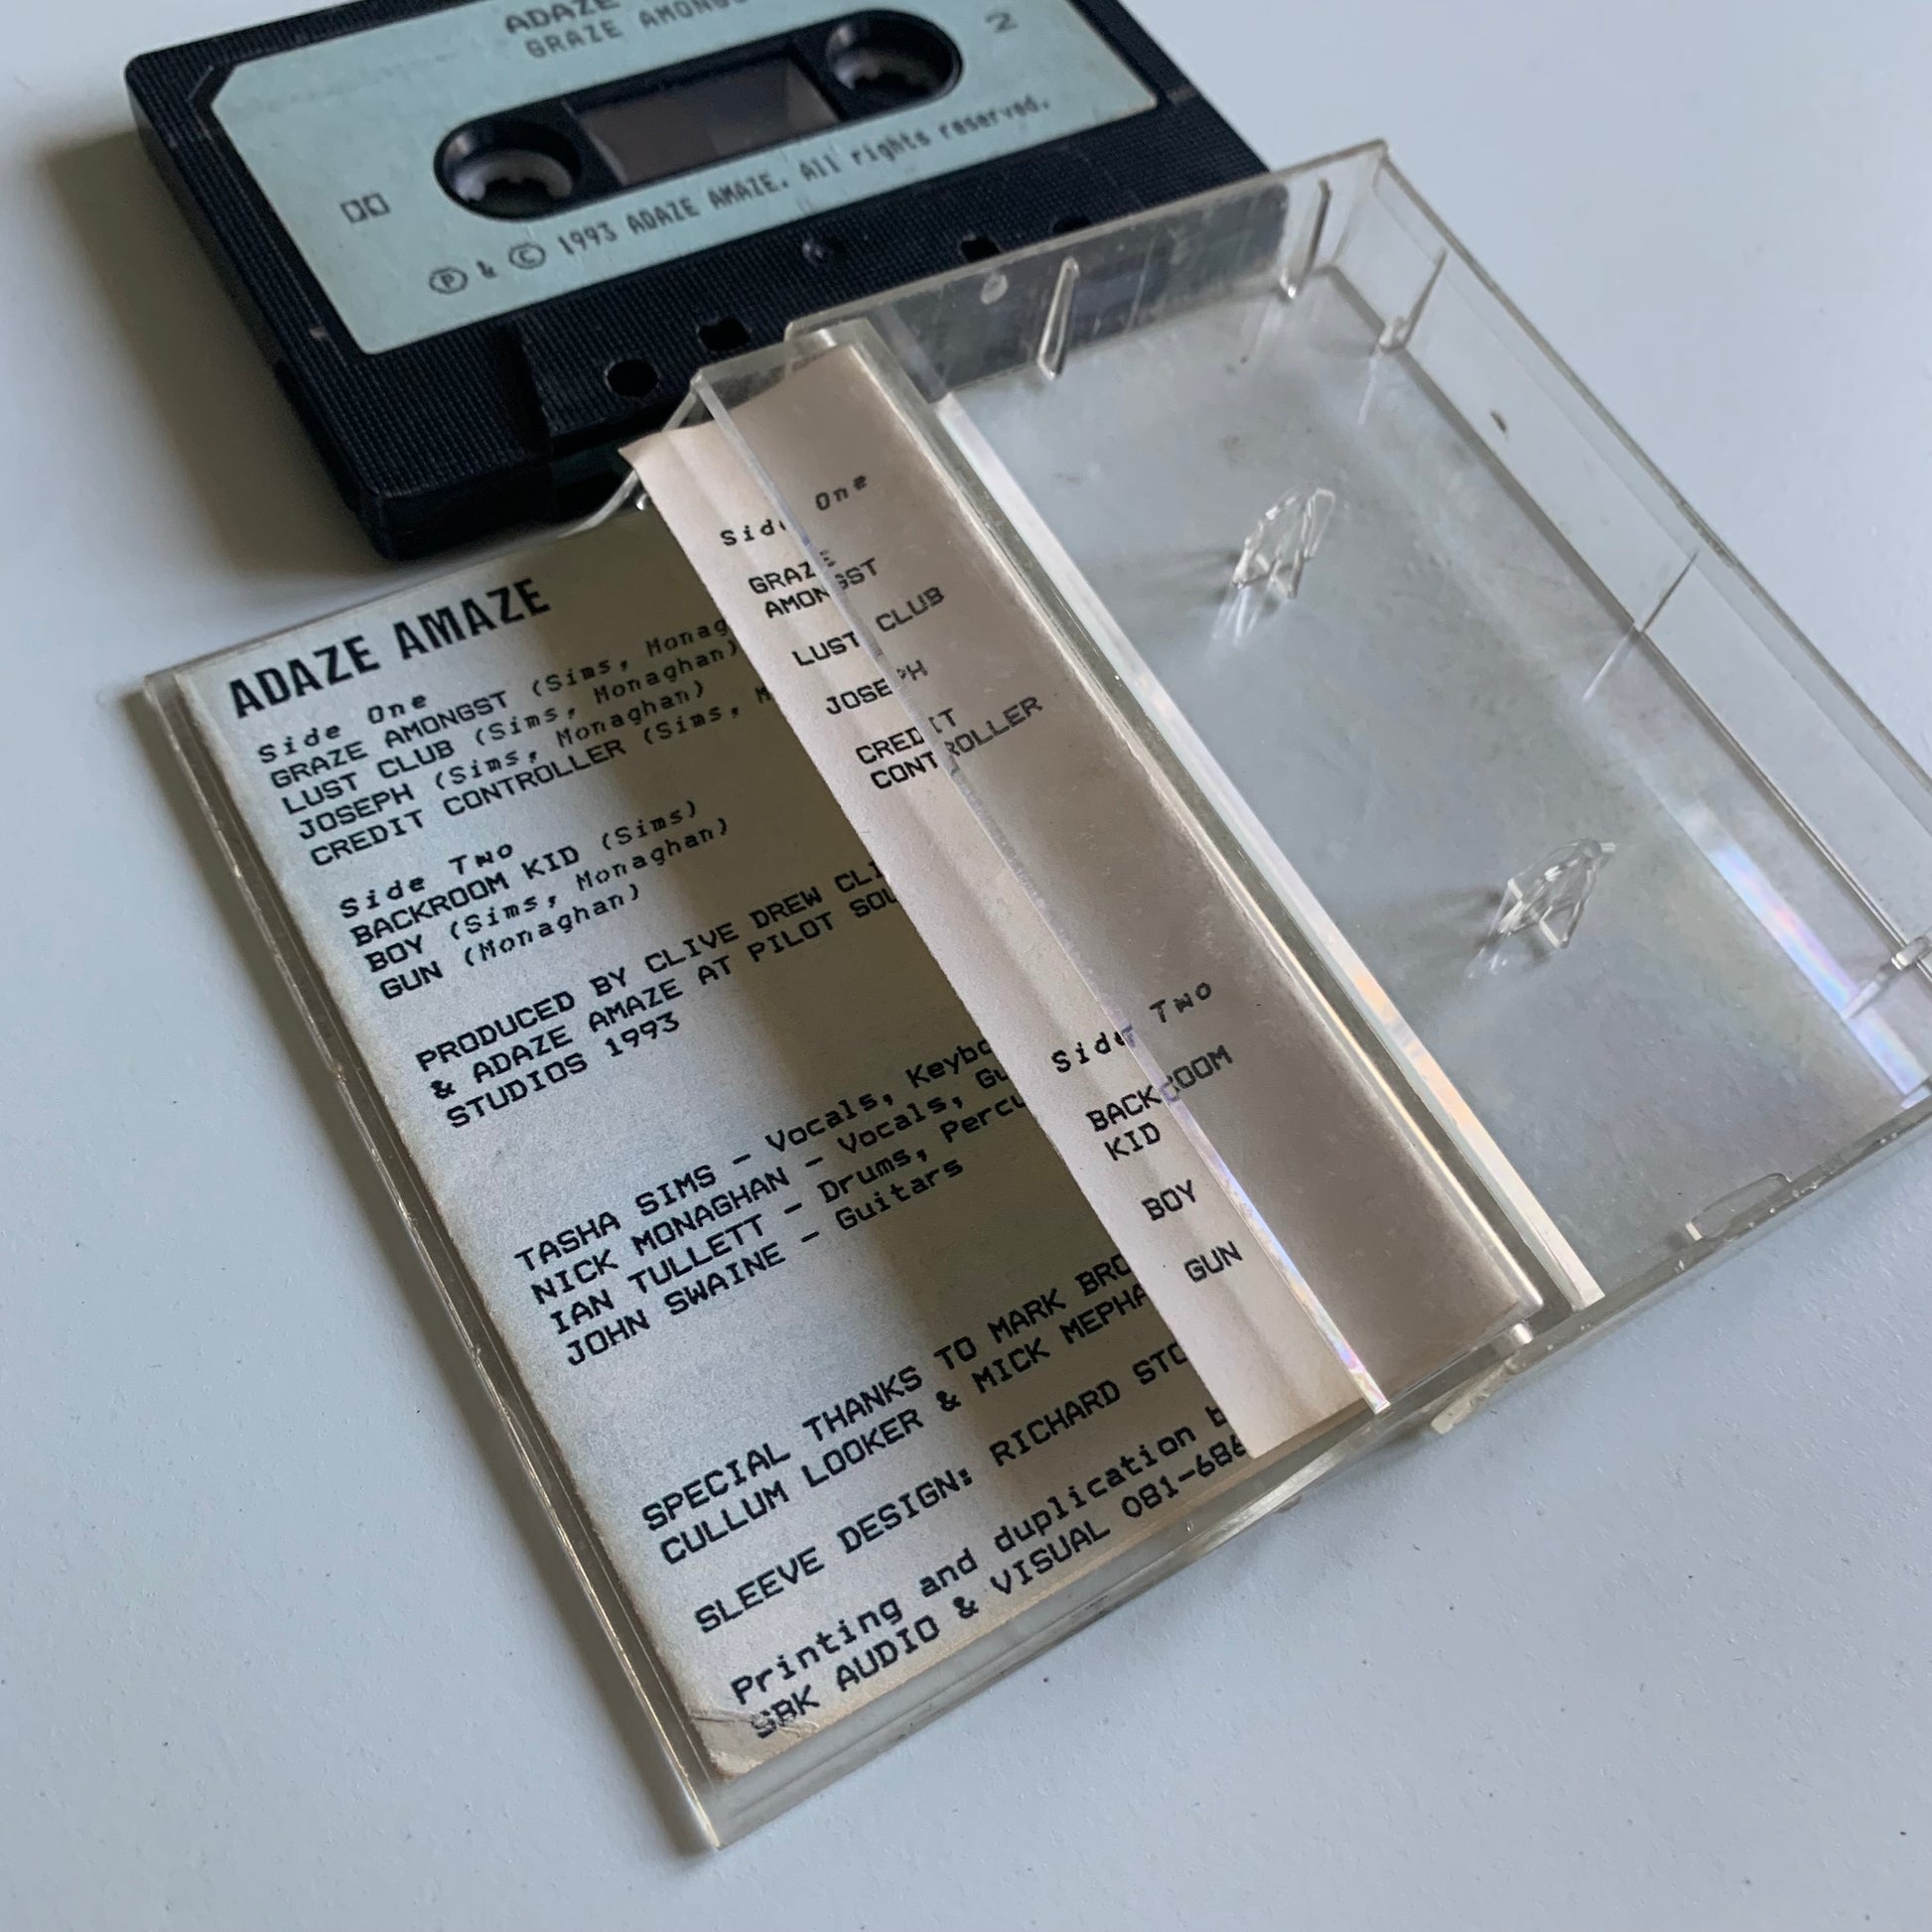 ADAZE
GRAZE
2
℗ & © 1993 ADAZE AMAZE. All rights reserved.
ADAZE AMAZE
Side One
GRAZE AMONGST (Sims,
LUST CLUB (Sims, Monaghan)
JOSEPH (Sims, Monaghan)
CREDIT CONTROLLER (Sims,
Side Two
BACKROOM KID (Sims)
BOY (Sims, Monaghan)
GUN (Monaghan)
PRODUCED BY CLIVE DREW
& ADAZE AMAZE AT PILOT
STUDIOS 1993
TASHA SIMS - Vocals,
NICK MONAGHAN - Vocals,
IAN TULLETT - Drums,
JOHN SWAINE - Guitars
SPECIAL THANKS TO MARK
CULLUM LOOKER & MICK
SLEEVE DESIGN: RICHARD
Printing and duplication
SBK AUDIO & VISUAL 081-686
Side One
GRAZE
AMONGST
LUST CLUB
JOSEPH
CREDIT
CONTROLLER
Side Two
BACKROOM
KID
BOY
GUN